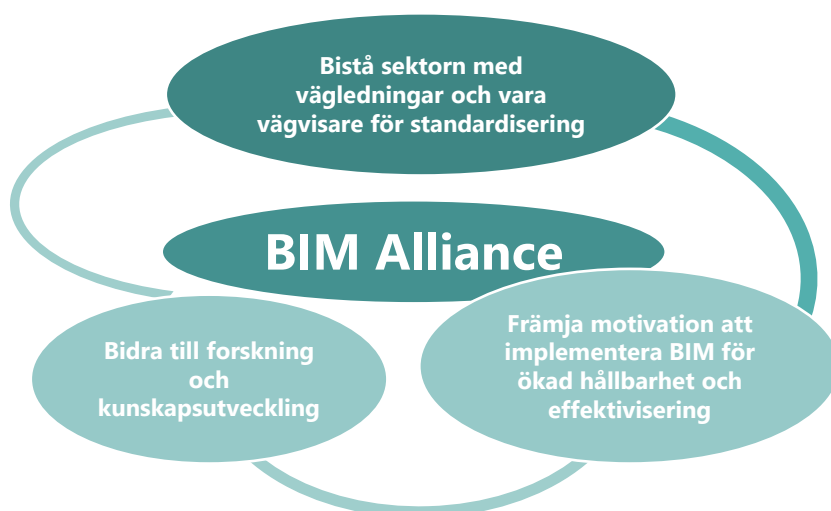 Bistå sektorn med
vägledningar och vara
vägvisare för standardisering
BIM Alliance
Främja motivation att
implementera BIM för
ökad hållbarhet och
effektivisering
Bidra till forskning
och
kunskapsutveckling